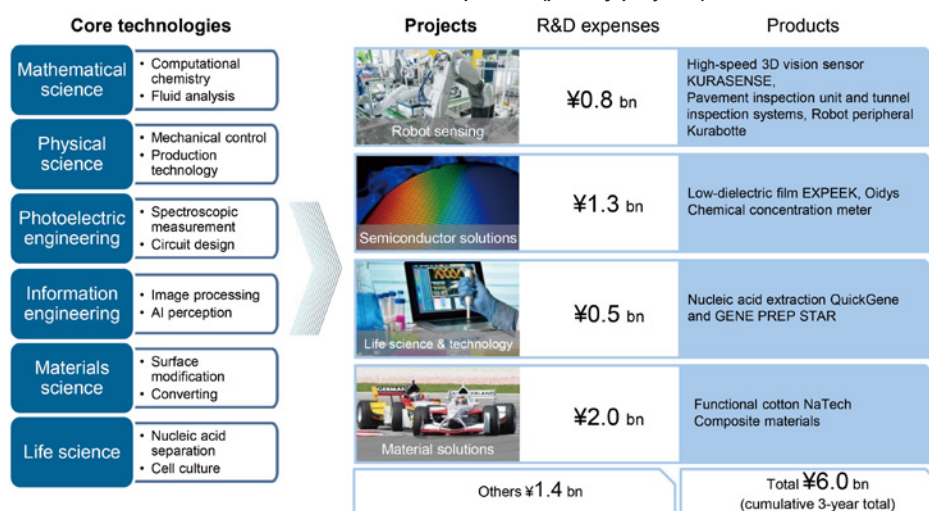 Core technologies
Mathematical
science
• Computational
chemistry
• Fluid analysis
Physical
science
• Mechanical control
• Production
technology
Photoelectric
engineering
• Spectroscopic
measurement
• Circuit design
Information
engineering
• Image processing
• AI perception
Materials
science
• Surface
modification
• Converting
Life science
• Nucleic acid
separation
• Cell culture
Projects
R&D expenses
Products
Robot sensing
¥0.8 bn
High-speed 3D vision sensor
KURASENSE,
Pavement inspection unit and tunnel
inspection systems, Robot peripheral
Kurabotte
Semiconductor solutions
¥1.3 bn
Low-dielectric film EXPEEK, Oidys
Chemical concentration meter
Life science & technology
¥0.5 bn
Nucleic acid extraction QuickGene
and GENE PREP STAR
Material solutions
¥2.0 bn
Functional cotton NaTech
Composite materials
Others ¥1.4 bn
Total ¥6.0 bn
(cumulative 3-year total)